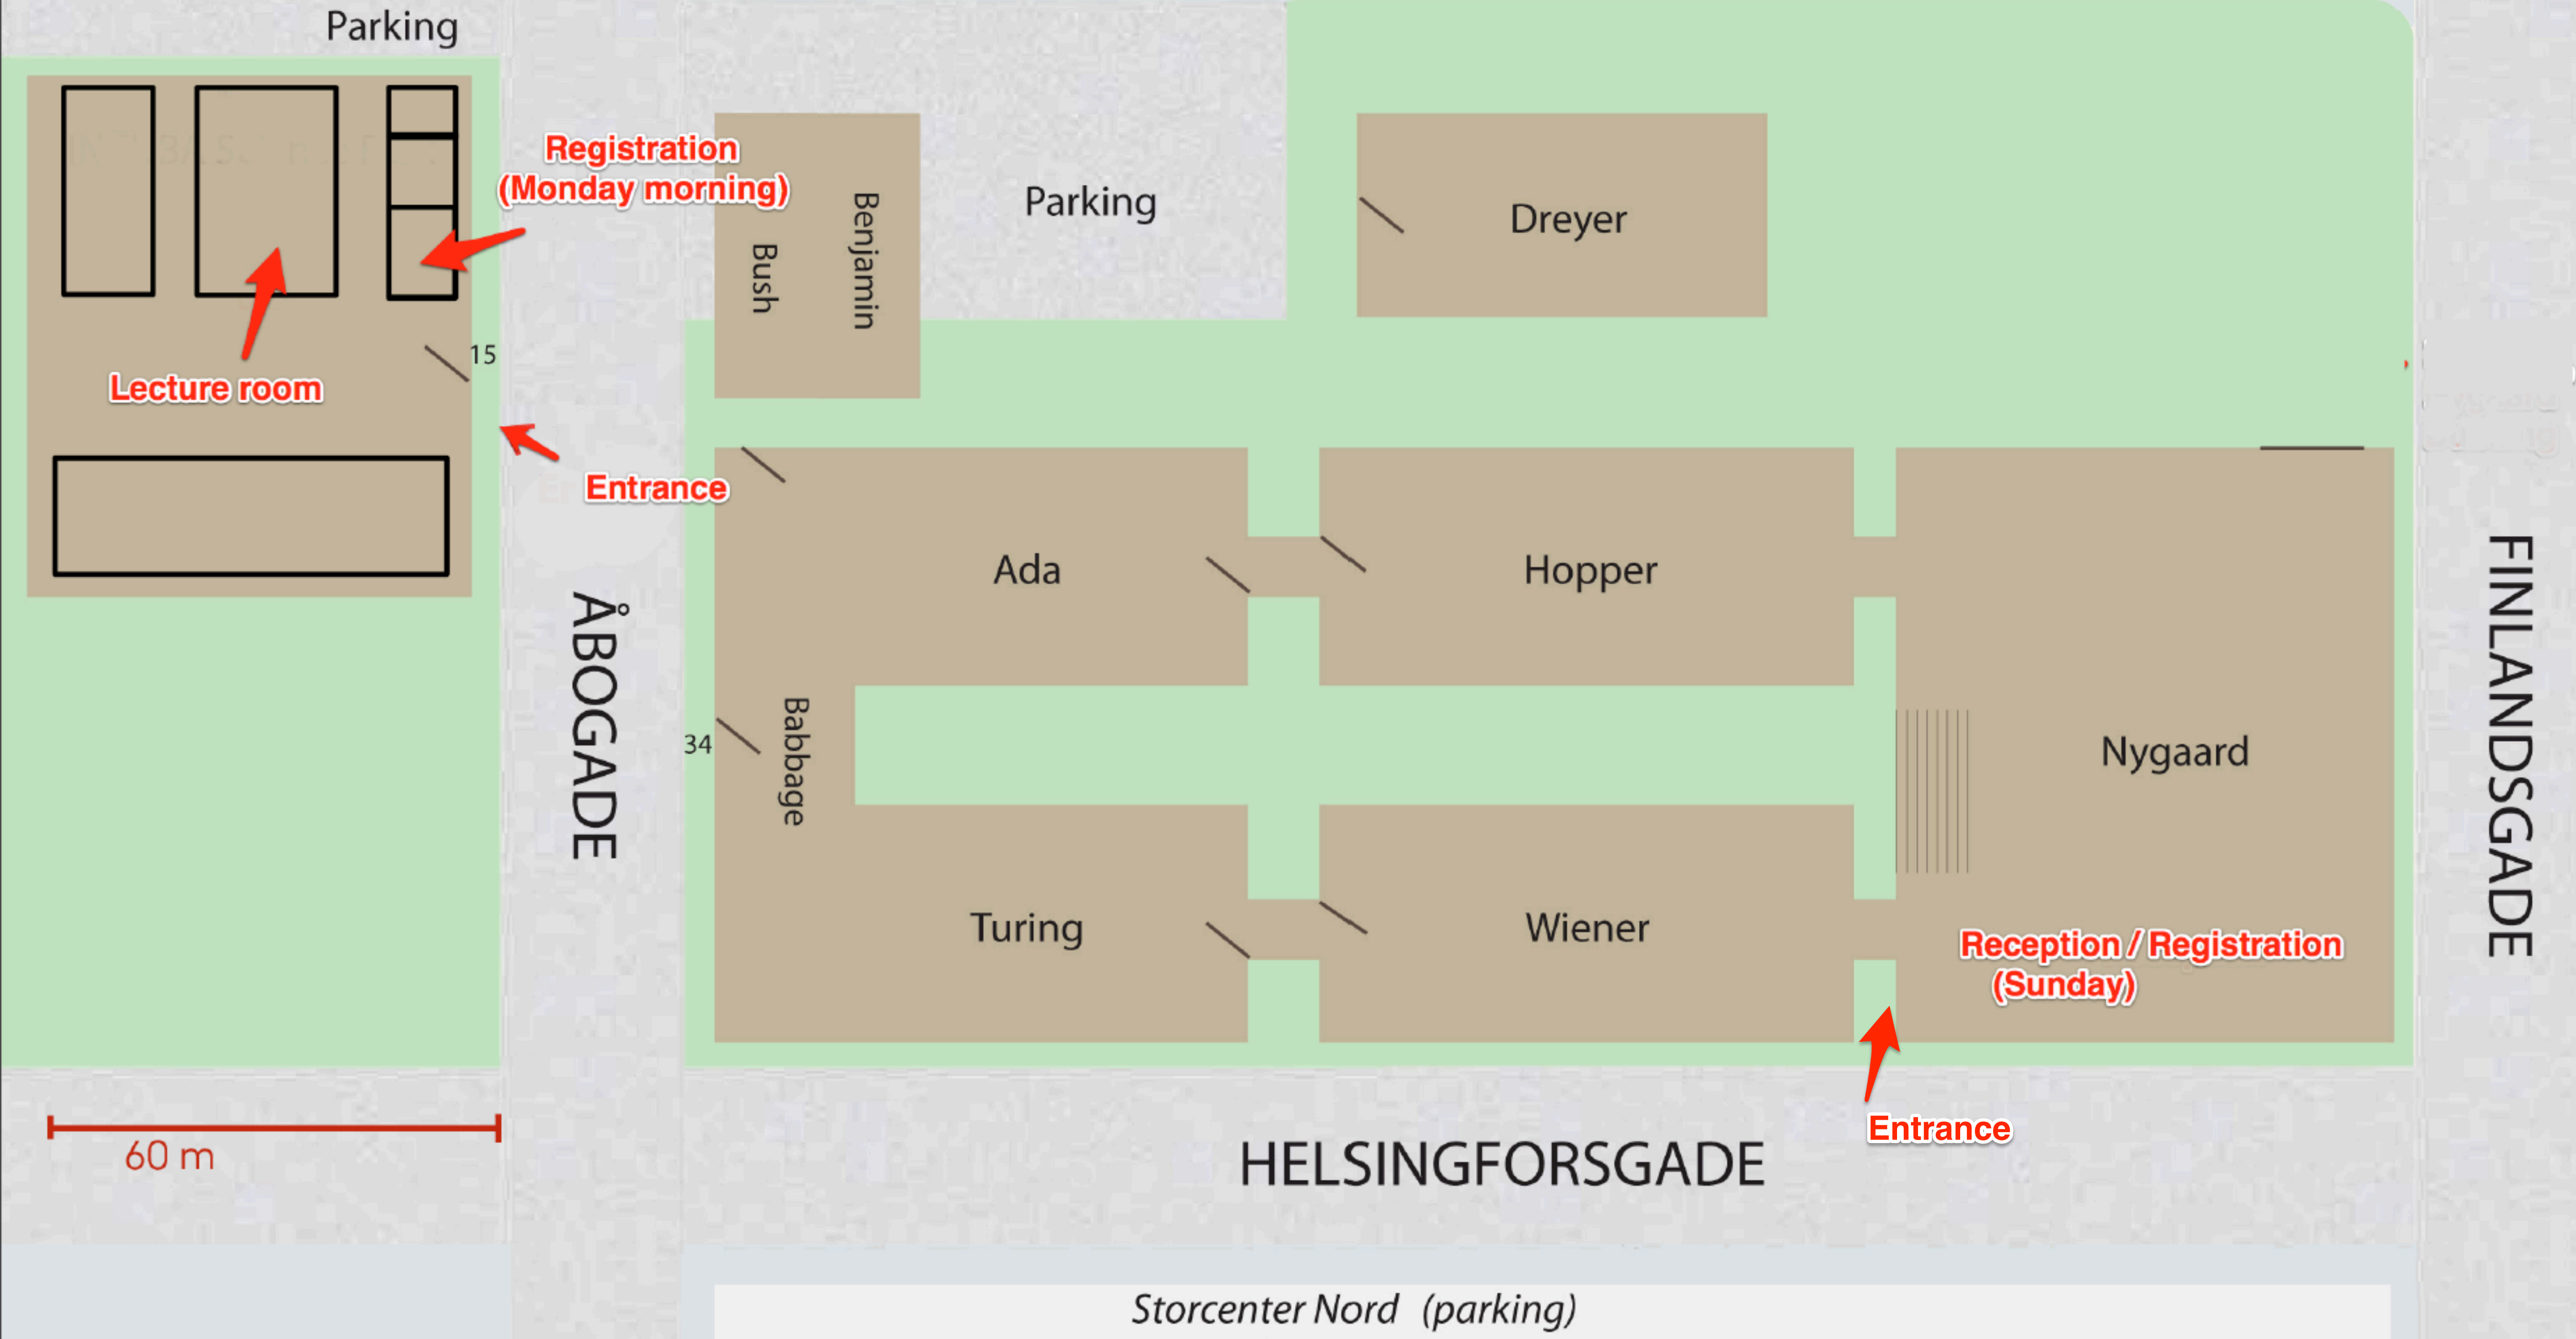 Parking
Registration
(Monday morning)
Lecture room
15
Entrance
Bush
Benjamin
Parking
Dreyer
Ada
Hopper
ÅBOGADE
34
Babbage
Nygaard
FINLANDSGADE
Turing
Wiener
Reception / Registration
(Sunday)
Entrance
60 m
HELSINGFORSGADE
Storcenter Nord (parking)